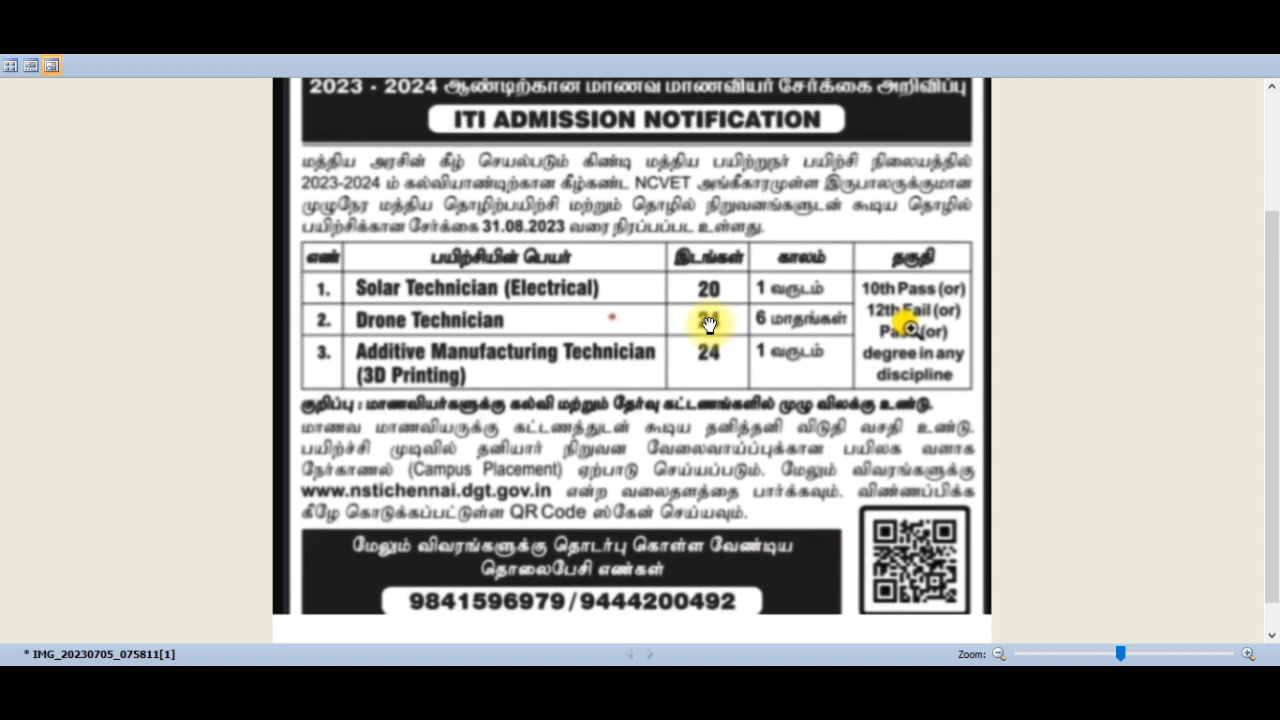 2023 - 2024 ஆண்டிற்கான மாணவ மாணவியர் சேர்க்கை அறிவிப்பு
ITI ADMISSION NOTIFICATION
மத்திய அரசின் கீழ் செயல்படும் கிண்டி மத்திய பயிற்றுநர் பயிற்சி நிலையத்தில்
2023-2024 ம் கல்வியாண்டிற்கான கீழ்கண்ட NCVET அங்கீகாரமுள்ள இருபாலருக்குமான
முழுநேர மத்திய தொழிற்பயிற்சி மற்றும் தொழில் நிறுவனங்களுடன் கூடிய தொழில்
பயிற்சிக்கான சேர்க்கை 31.08.2023 வரை நிரப்பப்பட உள்ளது.
எண் பயிற்சியின் பெயர் இடங்கள் காலம் தகுதி
1. Solar Technician (Electrical) 20 1 வருடம் 10th Pass (or)
12th Fail (or)
2. Drone Technician 6 மாதங்கள்
(or)
3. Additive Manufacturing Technician 24 1 வருடம் degree in any
(3D Printing) discipline
குறிப்பு : மாணவியர்களுக்கு கல்வி மற்றும் தேர்வு கட்டணங்களில் முழு விலக்கு உண்டு.
மாணவ மாணவியருக்கு கட்டணத்துடன் கூடிய தனித்தனி விடுதி வசதி உண்டு.
பயிற்ச்சி முடிவில் தனியார் நிறுவன வேலைவாய்ப்புக்கான பயிலக வளாக
நேர்காணல் (Campus Placement) ஏற்பாடு செய்யப்படும். மேலும் விவரங்களுக்கு
www.nstichennai.dgt.gov.in என்ற வலைதளத்தை பார்க்கவும். விண்ணப்பிக்க
கீழே கொடுக்கப்பட்டுள்ள QR Code ஸ்கேன் செய்யவும்.
மேலும் விவரங்களுக்கு தொடர்பு கொள்ள வேண்டிய
தொலைபேசி எண்கள்
9841596979/9444200492
* IMG_20230705_075811[1]
Zoom: